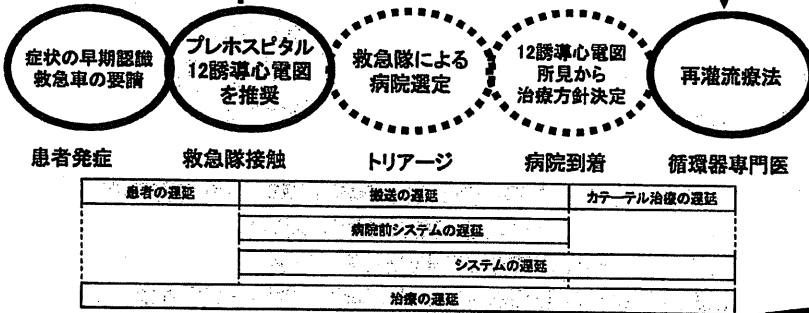 症状の早期認識
救急車の要請
プレホスピタル
12誘導心電図
を推奨
救急隊による
病院選定
12誘導心電図
所見から
治療方針決定
再灌流療法
患者発症
救急隊接触
トリアージ
病院到着
循環器専門医
患者の遅延
搬送の遅延
カテーテル治療の遅延
病院前システムの遅延
システムの遅延
治療の遅延